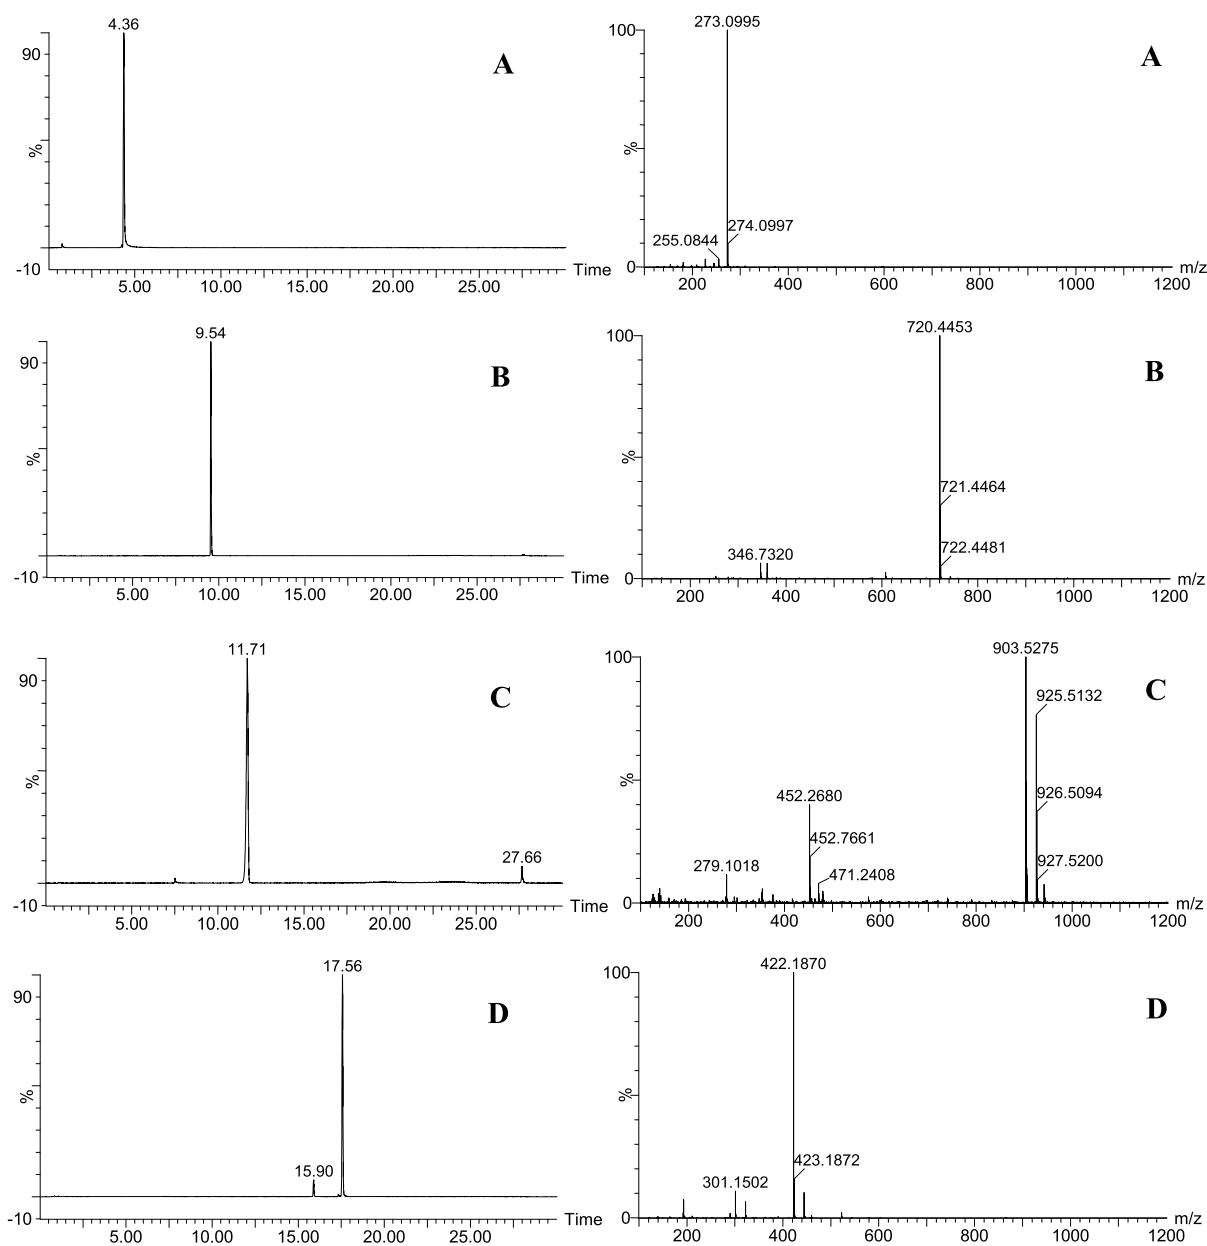 4.36
90
A
%
-10
Time
5.00 10.00 15.00 20.00 25.00
273.0995
100
A
%
274.0997
255.0844
0
m/z
200 400 600 800 1000 1200
9.54
90
B
%
-10
Time
5.00 10.00 15.00 20.00 25.00
720.4453
100
B
%
721.4464
722.4481
346.7320
0
m/z
200 400 600 800 1000 1200
11.71
90
C
%
27.66
-10
Time
5.00 10.00 15.00 20.00 25.00
903.5275
100
C
925.5132
%
452.2680
926.5094
452.7661
279.1018
471.2408
927.5200
0
m/z
200 400 600 800 1000 1200
17.56
90
D
%
15.90
-10
Time
5.00 10.00 15.00 20.00 25.00
422.1870
100
D
%
423.1872
301.1502
0
m/z
200 400 600 800 1000 1200